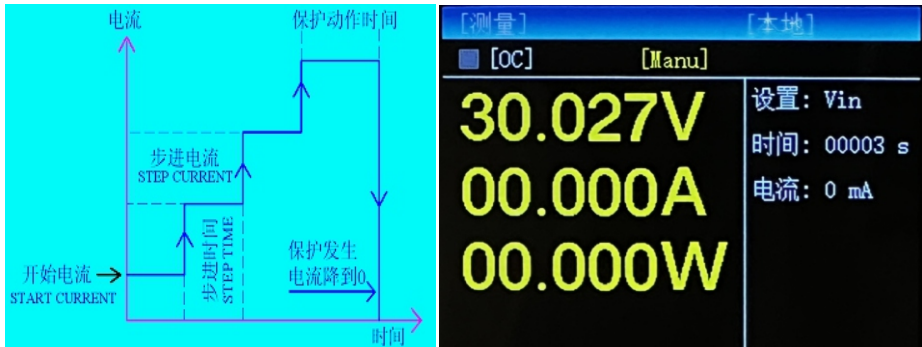 电流
保护动作时间
步进电流
STEP CURRENT
步进时间
STEP TIME
开始电流
START CURRENT
保护发生
电流降到0
时间
[测量]
[本地]
[OC]
[Manu]
30.027V
00.000A
00.000W
设置: Vin
时间: 00003 s
电流: 0 mA